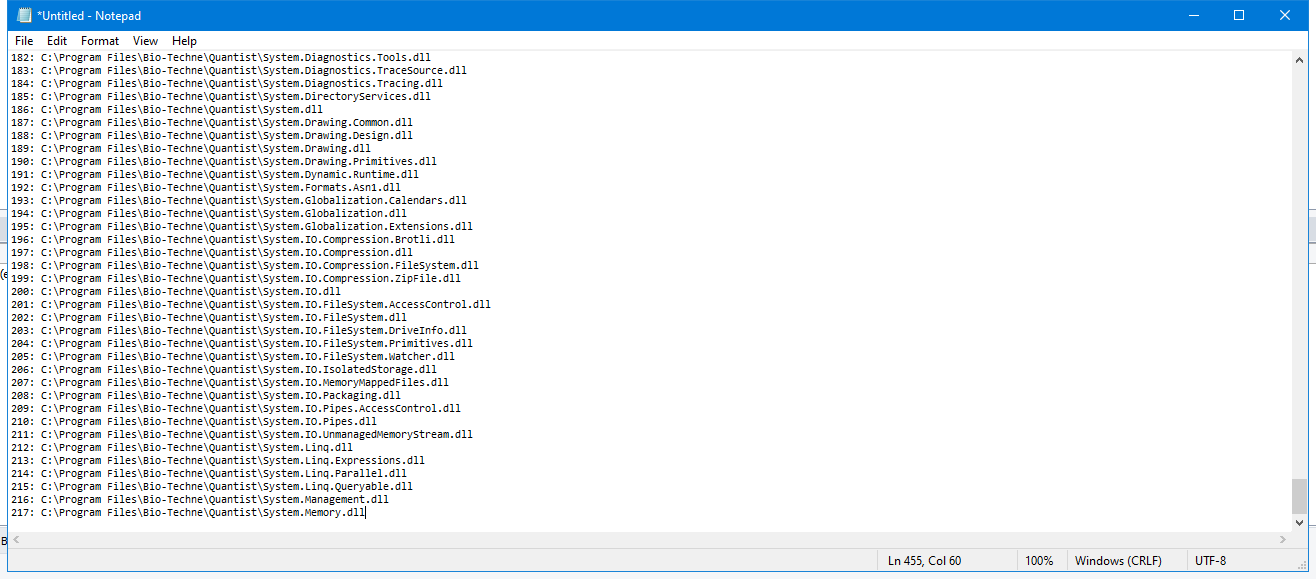 *Untitled - Notepad
File Edit Format View Help
182: C:\Program Files\Bio-Techne\Quantist\System.Diagnostics.Tools.dll
183: C:\Program Files\Bio-Techne\Quantist\System.Diagnostics.TraceSource.dll
184: C:\Program Files\Bio-Techne\Quantist\System.Diagnostics.Tracing.dll
185: C:\Program Files\Bio-Techne\Quantist\System.DirectoryServices.dll
186: C:\Program Files\Bio-Techne\Quantist\System.dll
187: C:\Program Files\Bio-Techne\Quantist\System.Drawing.Common.dll
188: C:\Program Files\Bio-Techne\Quantist\System.Drawing.Design.dll
189: C:\Program Files\Bio-Techne\Quantist\System.Drawing.dll
190: C:\Program Files\Bio-Techne\Quantist\System.Drawing.Primitives.dll
191: C:\Program Files\Bio-Techne\Quantist\System.Dynamic.Runtime.dll
192: C:\Program Files\Bio-Techne\Quantist\System.Formats.Asn1.dll
193: C:\Program Files\Bio-Techne\Quantist\System.Globalization.Calendars.dll
194: C:\Program Files\Bio-Techne\Quantist\System.Globalization.dll
195: C:\Program Files\Bio-Techne\Quantist\System.Globalization.Extensions.dll
196: C:\Program Files\Bio-Techne\Quantist\System.IO.Compression.Brotli.dll
197: C:\Program Files\Bio-Techne\Quantist\System.IO.Compression.dll
198: C:\Program Files\Bio-Techne\Quantist\System.IO.Compression.FileSystem.dll
199: C:\Program Files\Bio-Techne\Quantist\System.IO.Compression.ZipFile.dll
200: C:\Program Files\Bio-Techne\Quantist\System.IO.dll
201: C:\Program Files\Bio-Techne\Quantist\System.IO.FileSystem.AccessControl.dll
202: C:\Program Files\Bio-Techne\Quantist\System.IO.FileSystem.dll
203: C:\Program Files\Bio-Techne\Quantist\System.IO.FileSystem.DriveInfo.dll
204: C:\Program Files\Bio-Techne\Quantist\System.IO.FileSystem.Primitives.dll
205: C:\Program Files\Bio-Techne\Quantist\System.IO.FileSystem.Watcher.dll
206: C:\Program Files\Bio-Techne\Quantist\System.IO.IsolatedStorage.dll
207: C:\Program Files\Bio-Techne\Quantist\System.IO.MemoryMappedFiles.dll
208: C:\Program Files\Bio-Techne\Quantist\System.IO.Packaging.dll
209: C:\Program Files\Bio-Techne\Quantist\System.IO.Pipes.AccessControl.dll
210: C:\Program Files\Bio-Techne\Quantist\System.IO.Pipes.dll
211: C:\Program Files\Bio-Techne\Quantist\System.IO.UnmanagedMemoryStream.dll
212: C:\Program Files\Bio-Techne\Quantist\System.Linq.dll
213: C:\Program Files\Bio-Techne\Quantist\System.Linq.Expressions.dll
214: C:\Program Files\Bio-Techne\Quantist\System.Linq.Parallel.dll
215: C:\Program Files\Bio-Techne\Quantist\System.Linq.Queryable.dll
216: C:\Program Files\Bio-Techne\Quantist\System.Management.dll
217: C:\Program Files\Bio-Techne\Quantist\System.Memory.dll
Ln 455, Col 60 100% Windows (CRLF) UTF-8